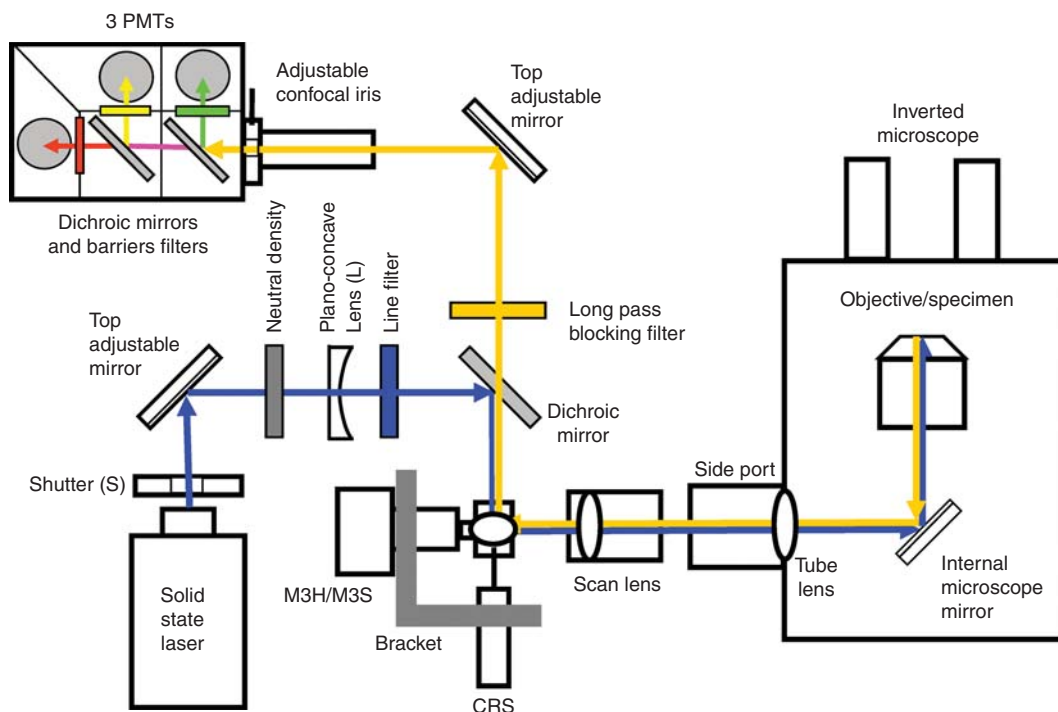 3 PMTs
Adjustable
confocal iris
Top
adjustable
mirror
Inverted
microscope
Dichroic mirrors
and barriers filters
Neutral density
Plano-concave
Lens (L)
Line filter
Long pass
blocking filter
Objective/specimen
Top
adjustable
mirror
Dichroic
mirror
Shutter (S)
Side port
Solid
state
laser
M3H/M3S
Bracket
CRS
Scan lens
Tube
lens
Internal
microscope
mirror